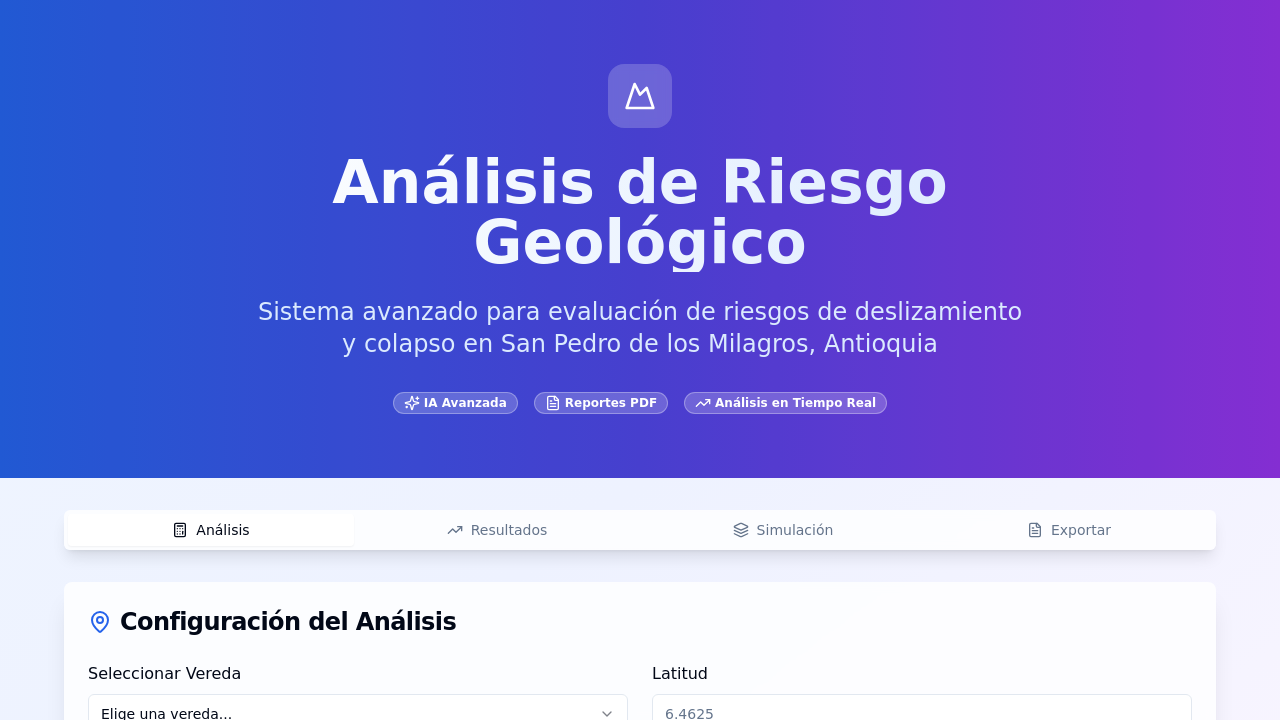 Análisis de Riesgo
Geológico
Sistema avanzado para evaluación de riesgos de deslizamiento
y colapso en San Pedro de los Milagros, Antioquia
IA Avanzada
Reportes PDF
Análisis en Tiempo Real
Análisis
Resultados
Simulación
Exportar
Configuración del Análisis
Seleccionar Vereda
Latitud
Elige una vereda...
6.4625